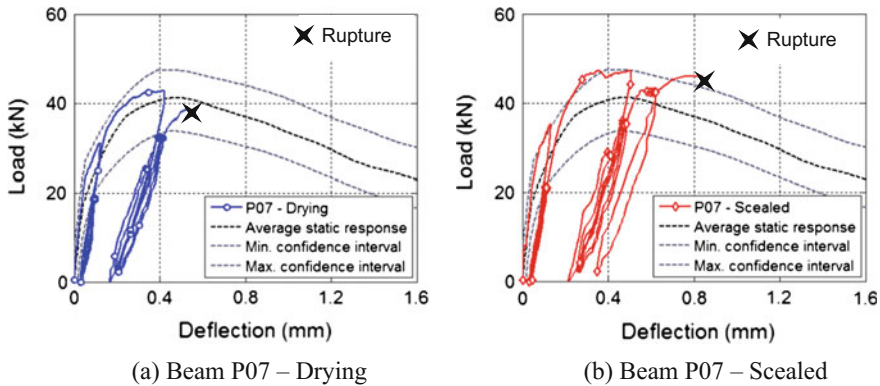 60
40
20
0
0
0.4
0.8
1.2
1.6
Load (kN)
Deflection (mm)
Rupture
P07 - Drying
Average static response
Min. confidence interval
Max. confidence interval
(a) Beam P07 – Drying
60
40
20
0
0
0.4
0.8
1.2
1.6
Load (kN)
Deflection (mm)
Rupture
P07 - Scealed
Average static response
Min. confidence interval
Max. confidence interval
(b) Beam P07 – Scealed